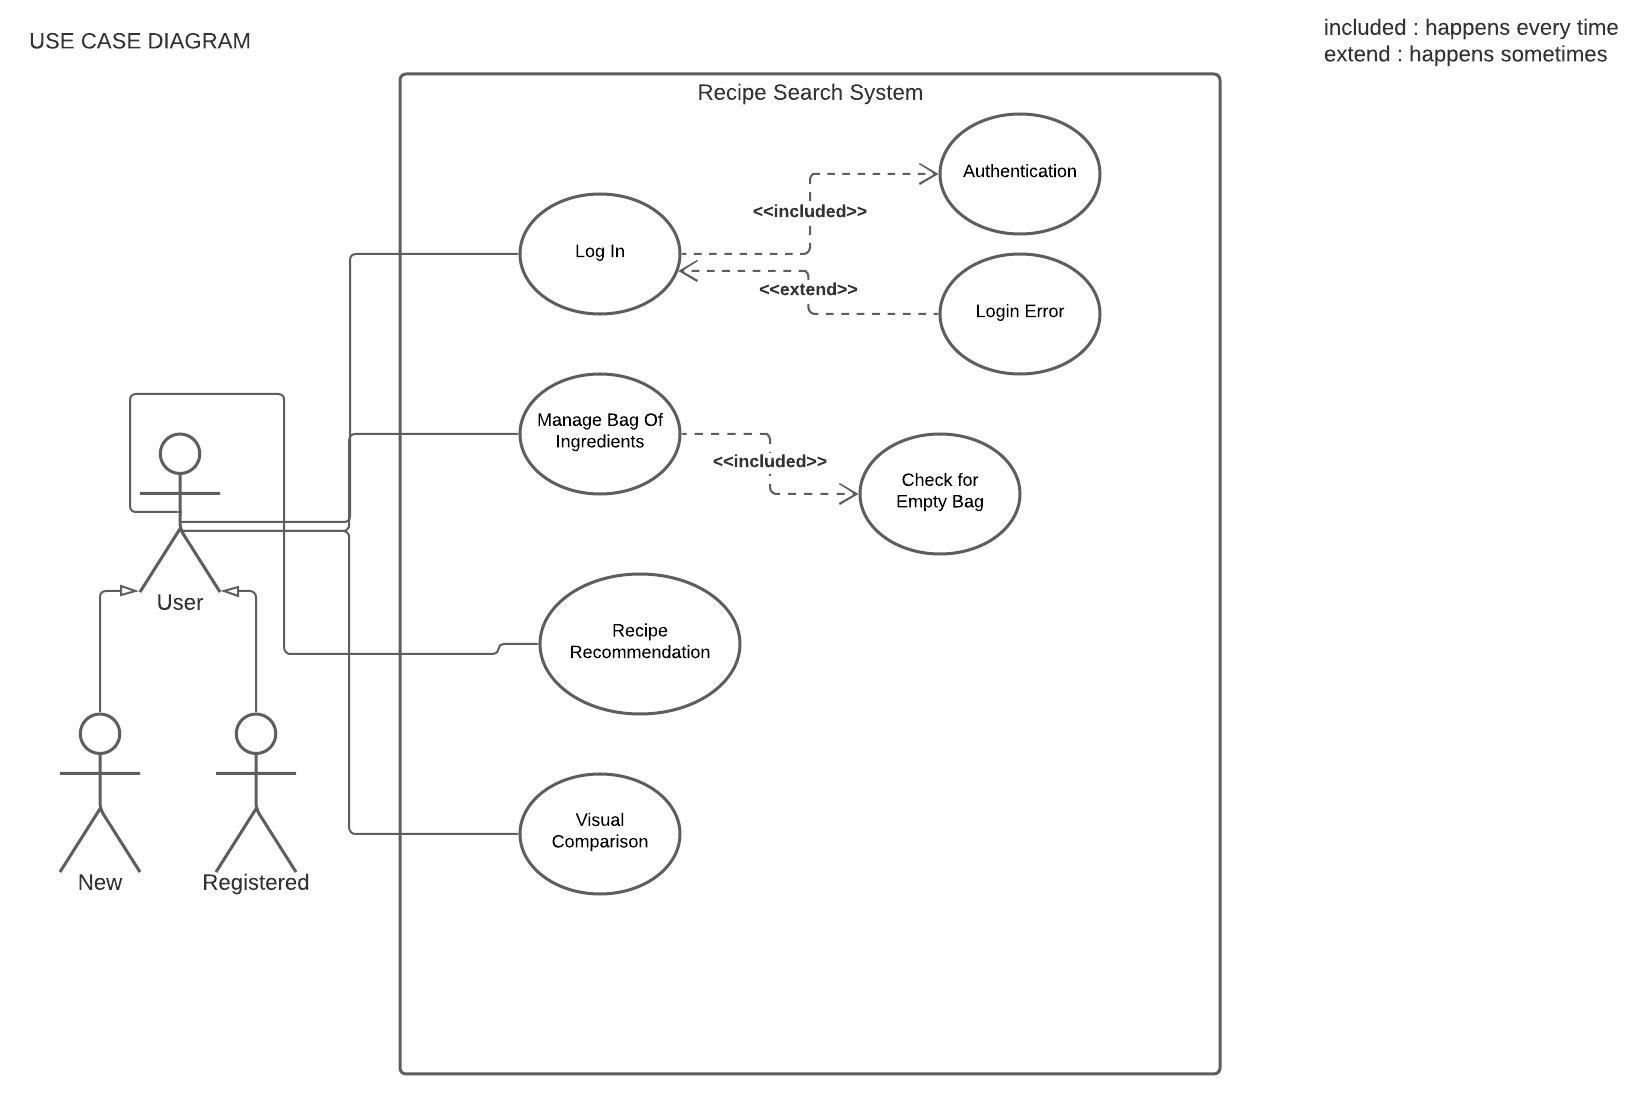 USE CASE DIAGRAM
included : happens every time
extend : happens sometimes
Recipe Search System
Authentication
<<included>>
Log In
<<extend>>
Login Error
Manage Bag Of
Ingredients
<<included>>
Check for
Empty Bag
User
Recipe
Recommendation
Visual
Comparison
New
Registered